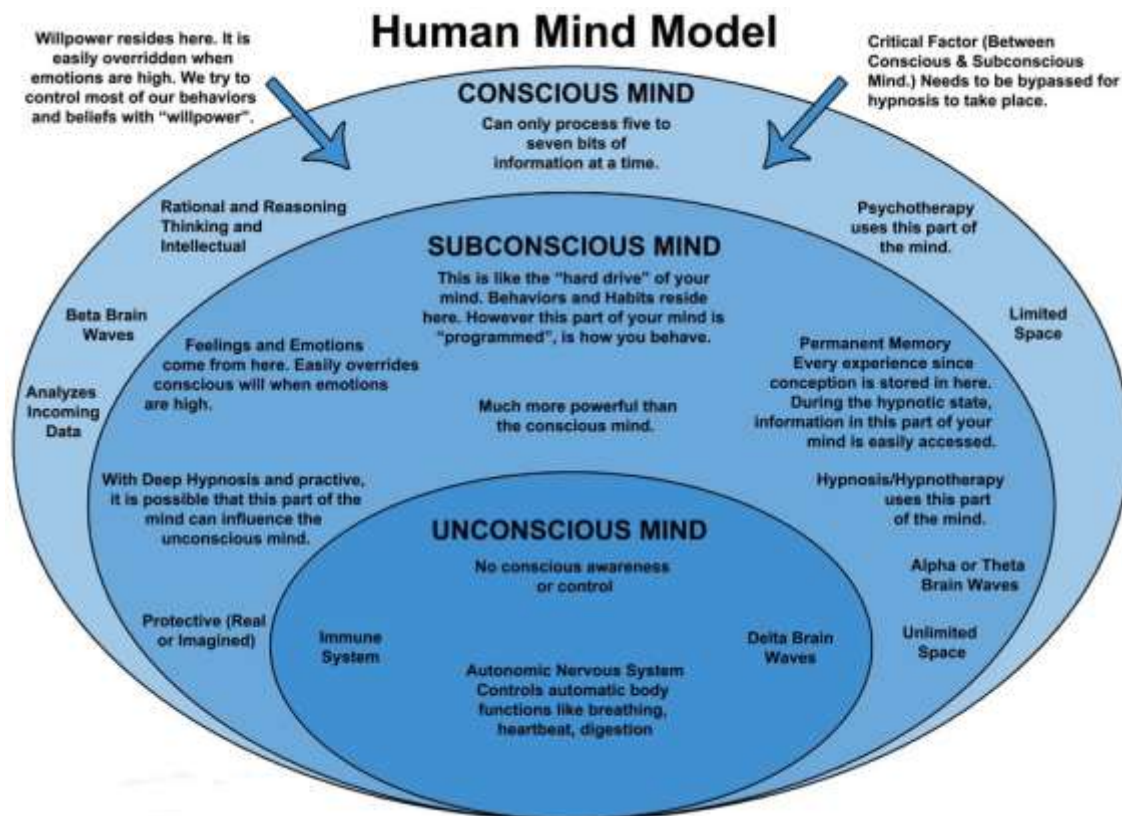 Human Mind Model
Willpower resides here. It is
easily overridden when
emotions are high. We try to
control most of our behaviors
and beliefs with “willpower”.
Critical Factor (Between
Conscious & Subconscious
Mind.) Needs to be bypassed for
hypnosis to take place.
CONSCIOUS MIND
Can only process five to
seven bits of
information at a time.
Rational and Reasoning
Thinking and
Intellectual
Psychotherapy
uses this part
of the mind.
Beta Brain
Waves
Limited
Space
Analyzes
Incoming
Data
SUBCONSCIOUS MIND
This is like the “hard drive” of your
mind. Behaviors and Habits reside
here. However this part of your mind is
“programmed”, is how you behave.
Feelings and Emotions
come from here. Easily overrides
conscious will when emotions
are high.
Permanent Memory
Every experience since
conception is stored in here.
During the hypnotic state,
information in this part of your
mind is easily accessed.
Much more powerful than
the conscious mind.
With Deep Hypnosis and practive,
it is possible that this part of the
mind can influence the
unconscious mind.
Hypnosis/Hypnotherapy
uses this part
of the mind.
Alpha or Theta
Brain Waves
Protective (Real
or Imagined)
Unlimited
Space
UNCONSCIOUS MIND
No conscious awareness
or control
Immune
System
Delta Brain
Waves
Autonomic Nervous System
Controls automatic body
functions like breathing,
heartbeat, digestion